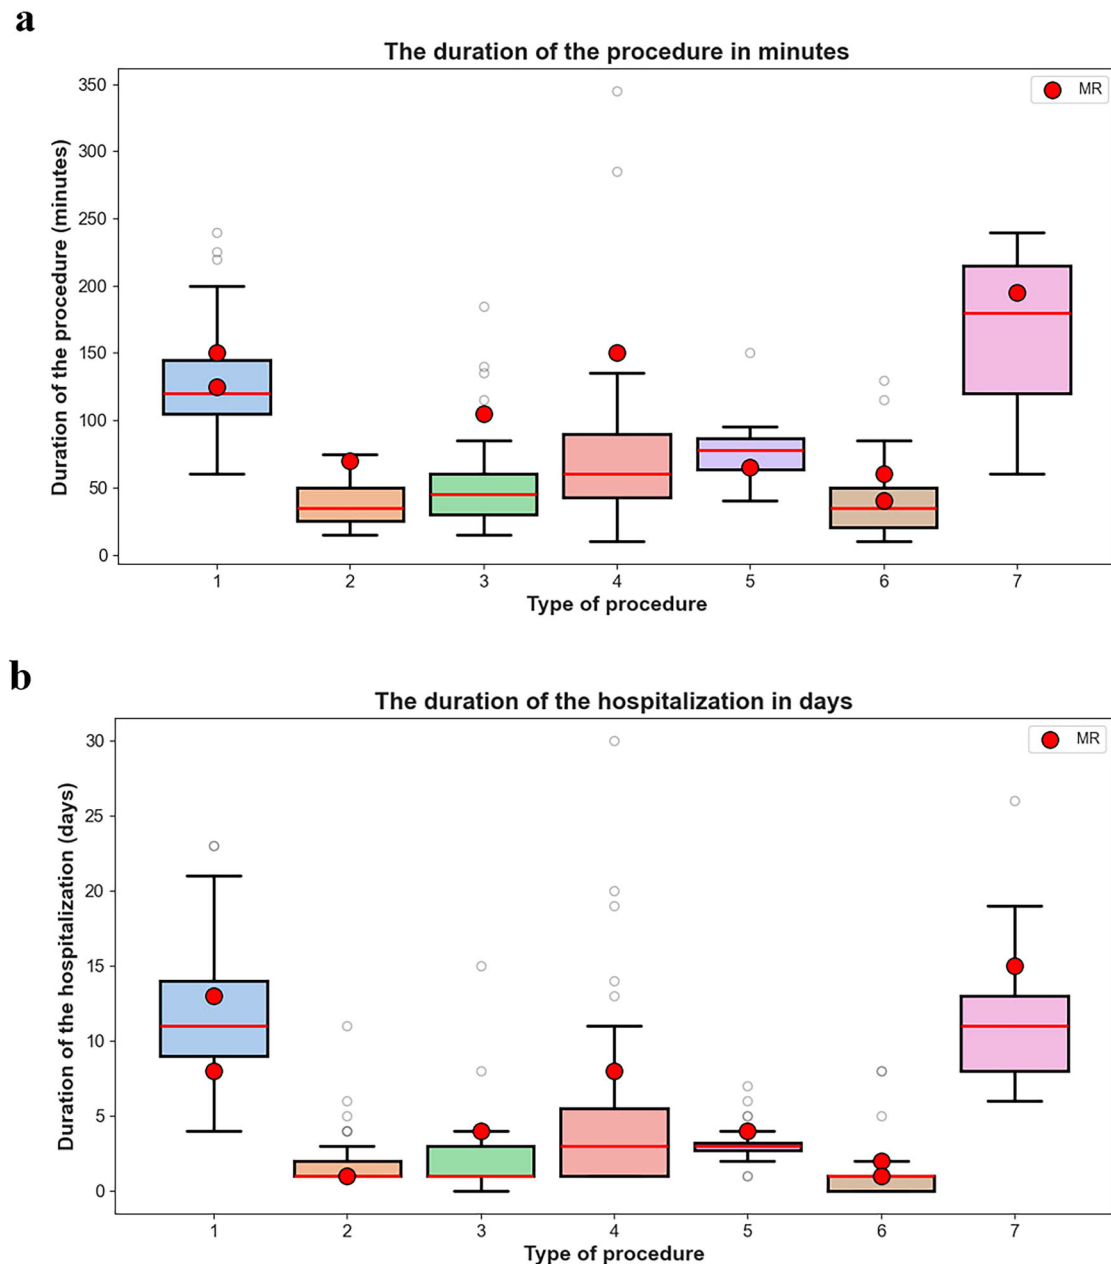 a
The duration of the procedure in minutes
MR
Duration of the procedure (minutes)
350
300
250
200
150
100
50
0
1 2 3 4 5 6 7
Type of procedure
b
The duration of the hospitalization in days
MR
Duration of the hospitalization (days)
30
25
20
15
10
5
0
1 2 3 4 5 6 7
Type of procedure